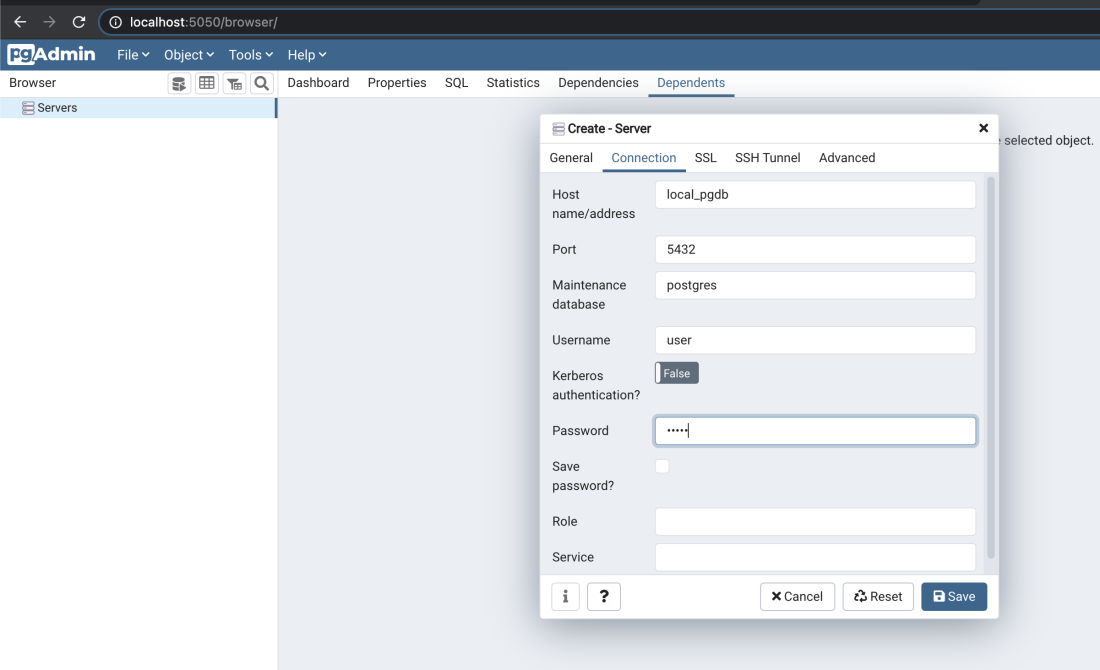 localhost:5050/browser/
pgAdmin File Object Tools Help
Browser Dashboard Properties SQL Statistics Dependencies Dependents
Servers
Create - Server
selected object.
General Connection SSL SSH Tunnel Advanced
Host name/address local_pgdb
Port 5432
Maintenance database postgres
Username user
Kerberos authentication? False
Password •••••
Save password?
Role
Service
Cancel Reset Save